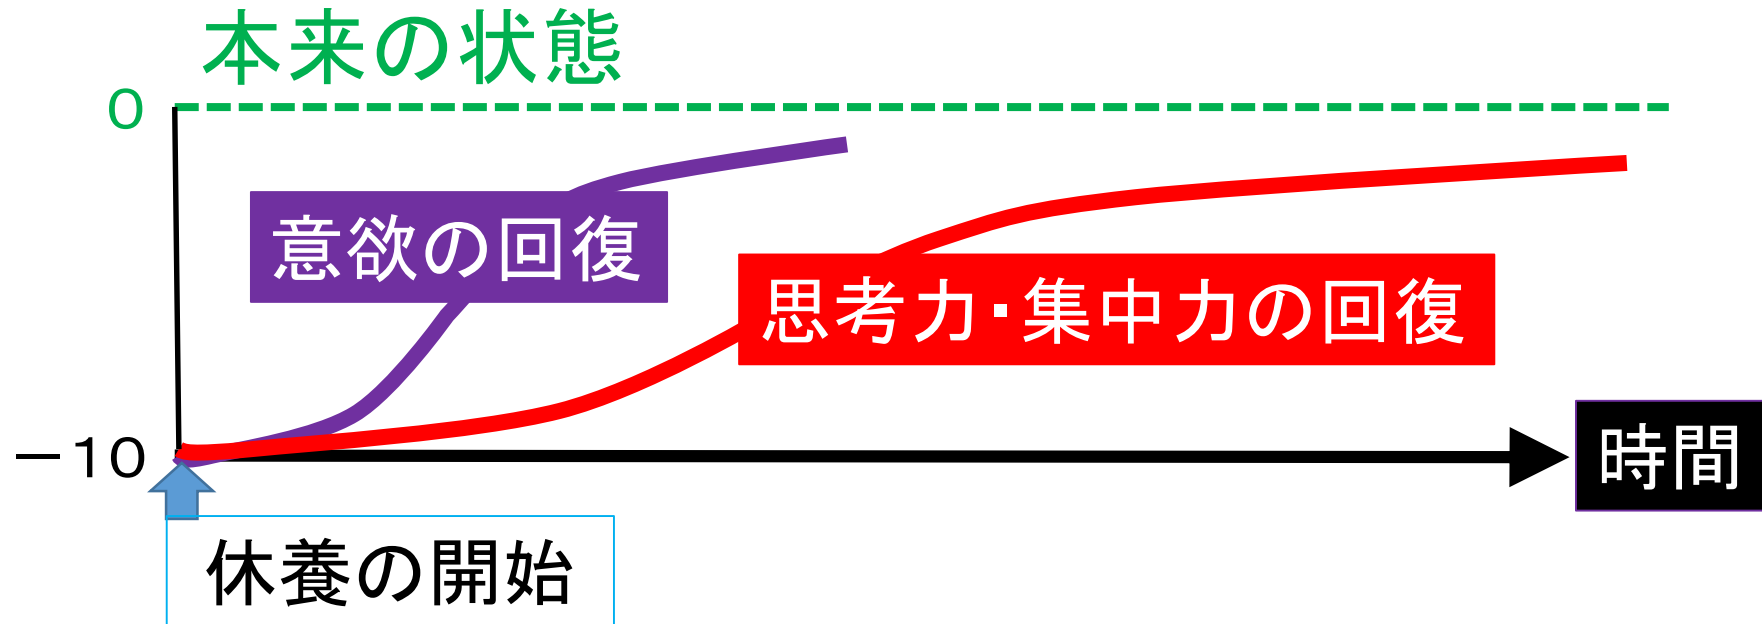 本来の状態
0
意欲の回復
思考力・集中力の回復
－10
時間
休養の開始